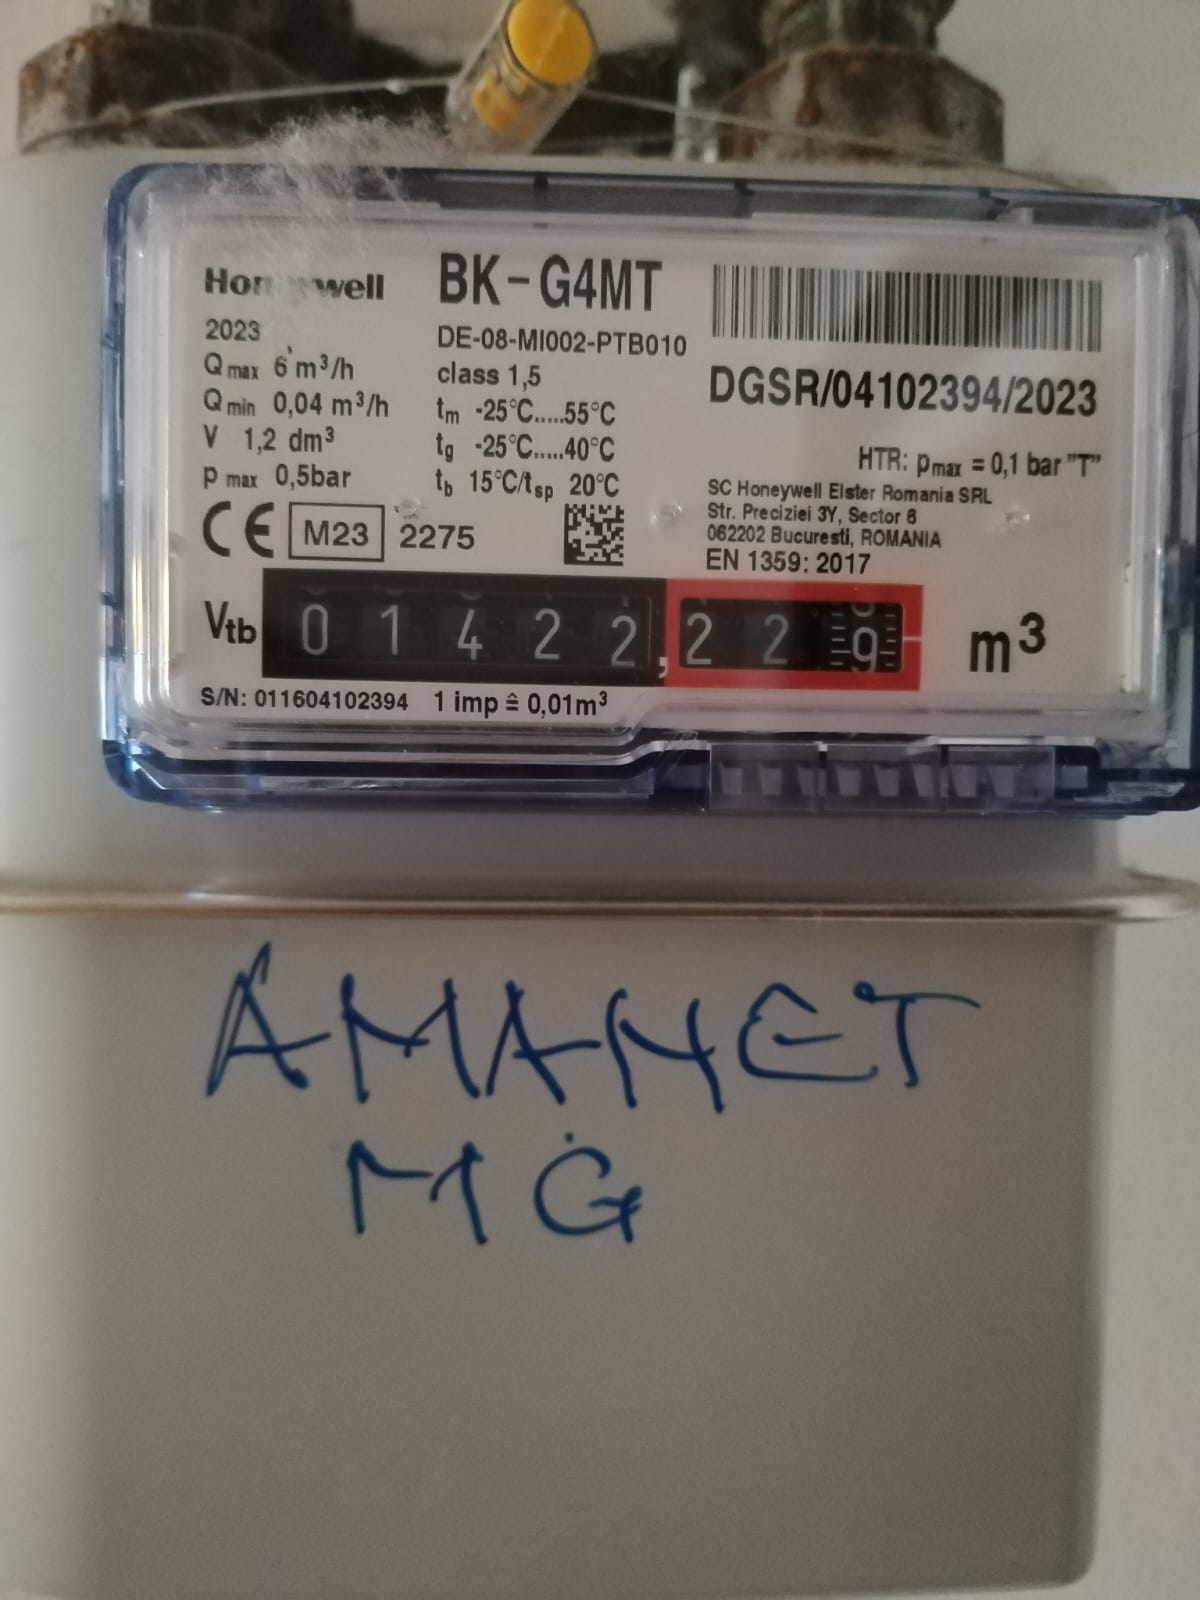 Honeywell
BK-G4MT
2023
DE-08-MI002-PTB010
Qmax 6 m³/h
class 1,5
Qmin 0,04 m³/h
tm -25°C.....55°C
V 1,2 dm³
tg -25°C.....40°C
p max 0,5bar
tb 15°C/tsp 20°C
DGSR/04102394/2023
HTR: pmax = 0,1 bar "T"
SC Honeywell Elster Romania SRL
Str. Preciziei 3Y, Sector 6
062202 Bucuresti, ROMANIA
EN 1359: 2017
CE M23 2275
Vtb 01422,229 m³
S/N: 011604102394 1 imp ≙ 0,01m³
AMANET
MG